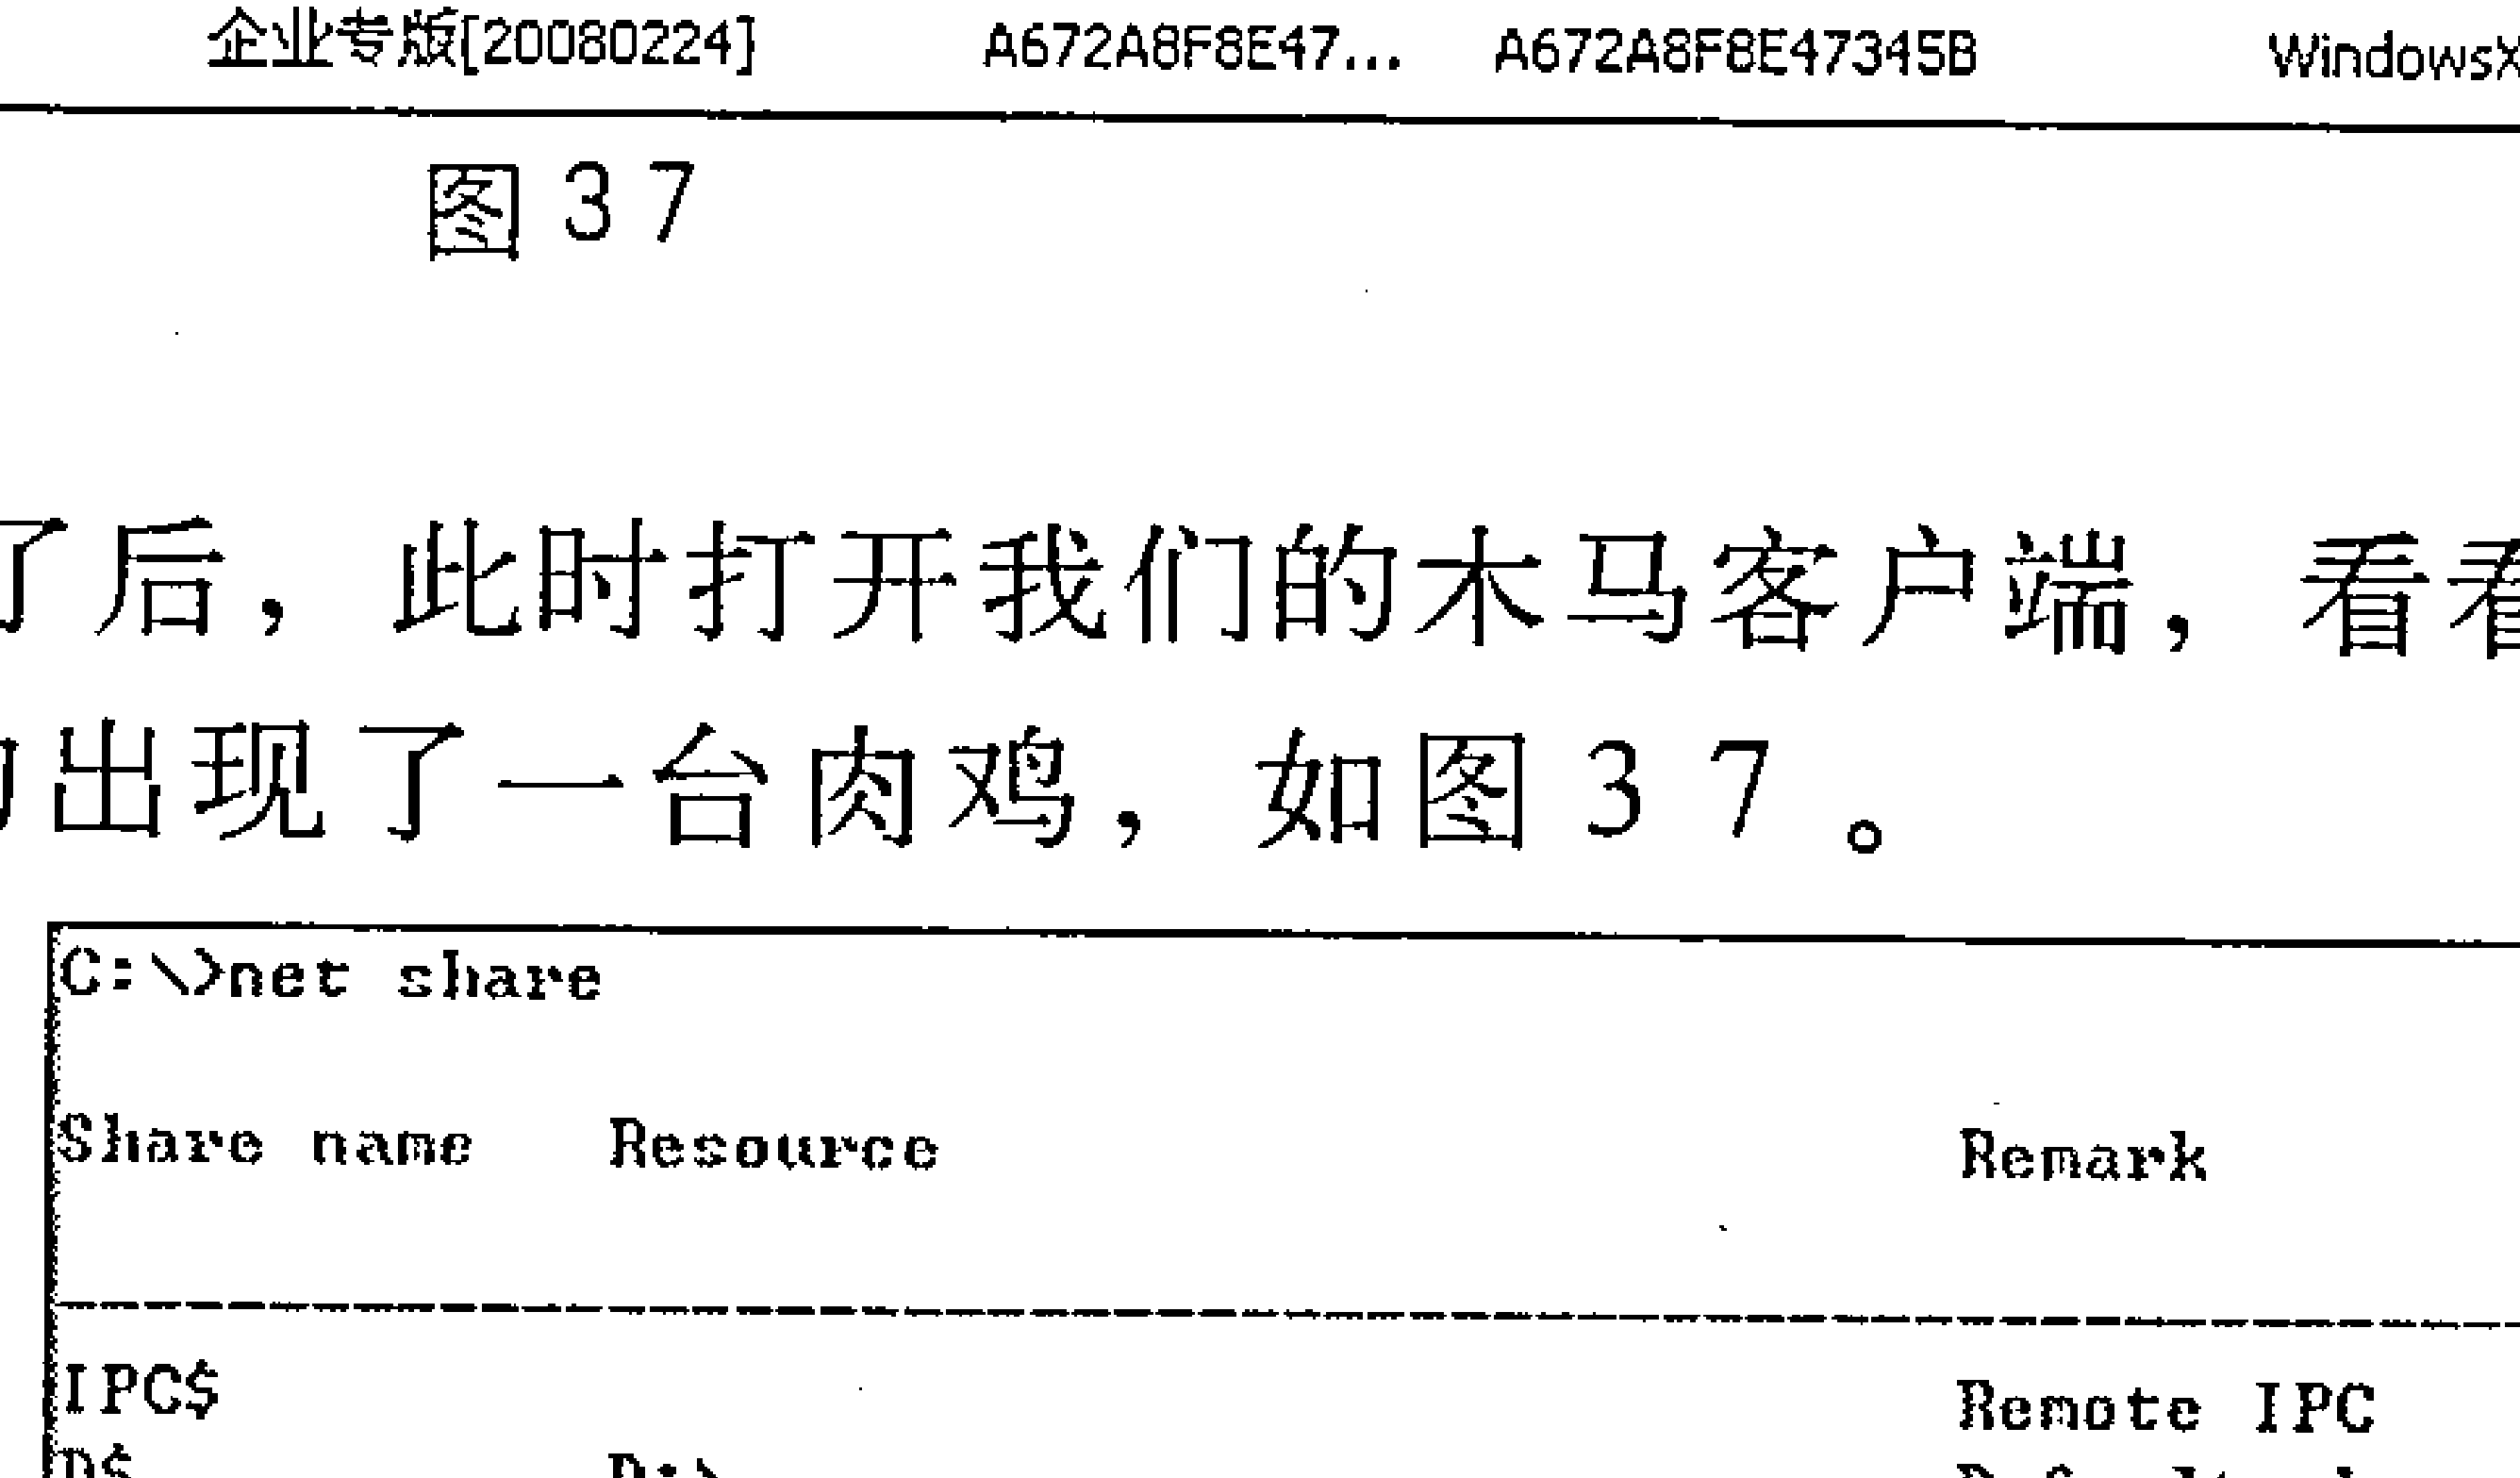 企业专版[20080224] A672A8F8E47... A672A8F8E47345B WindowsX
图37
了后，此时打开我们的木马客户端，看看
出现了一台肉鸡，如图37。
C:\>net share
Share name Resource Remark
IPC$ Remote IPC
D$ D:\